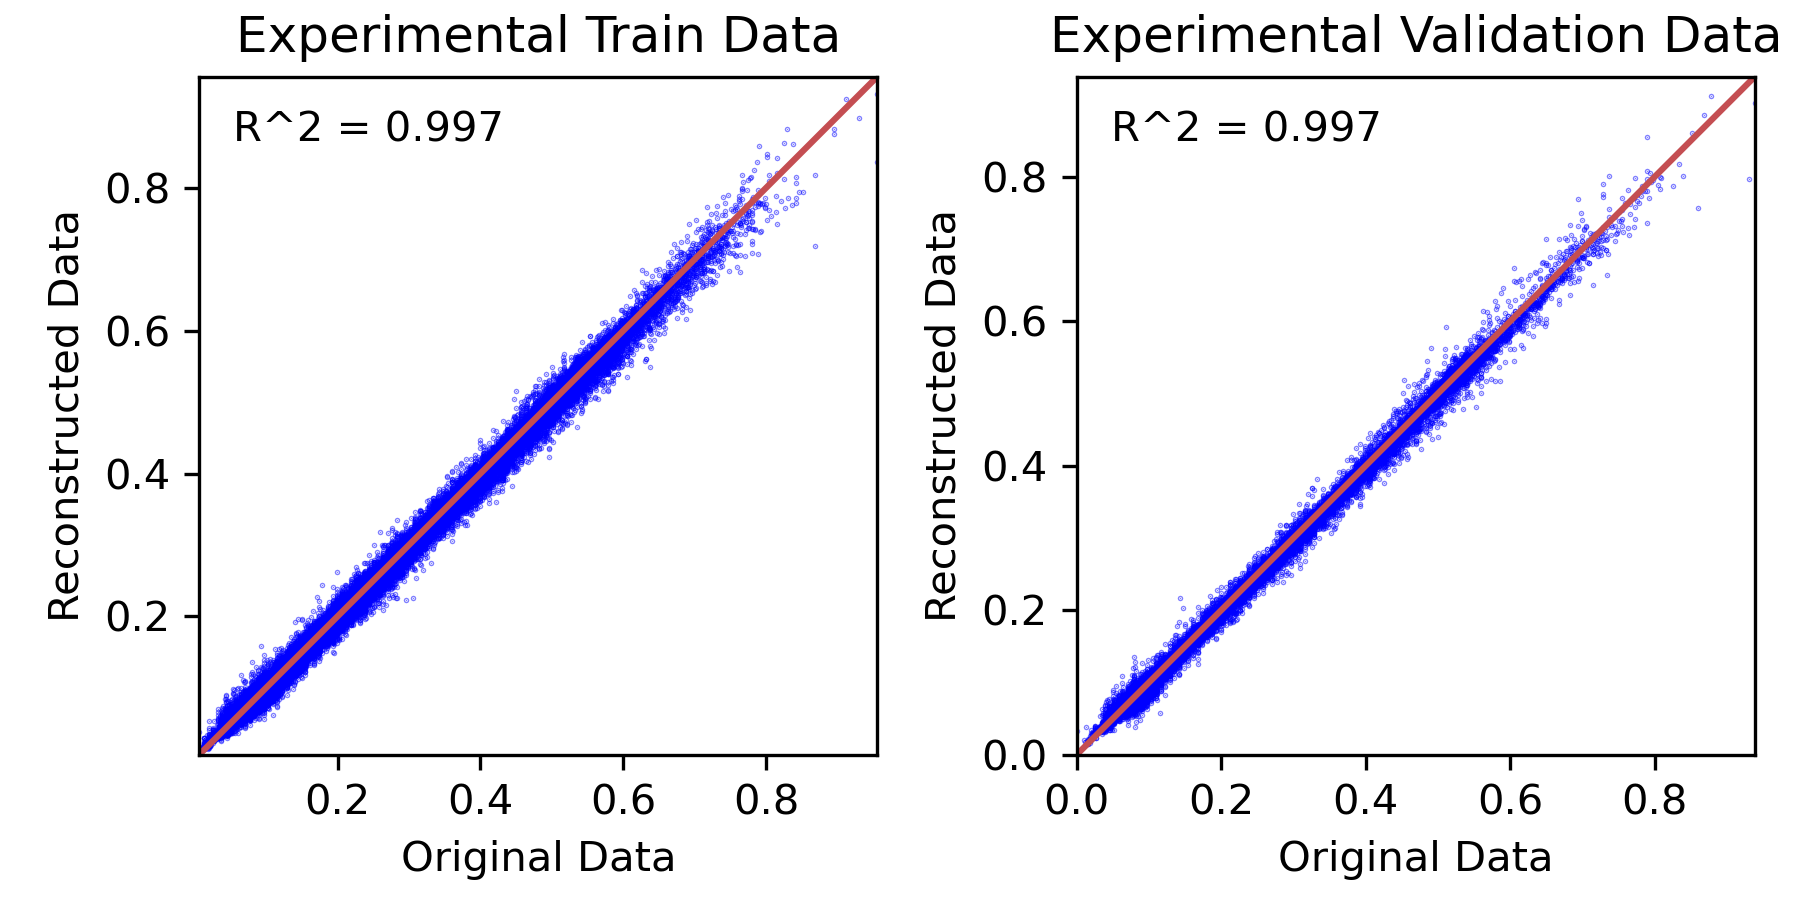 Experimental Train Data
R^2 = 0.997
Reconstructed Data
0.8
0.6
0.4
0.2
0.2 0.4 0.6 0.8
Original Data
Experimental Validation Data
R^2 = 0.997
Reconstructed Data
0.8
0.6
0.4
0.2
0.0
0.0 0.2 0.4 0.6 0.8
Original Data